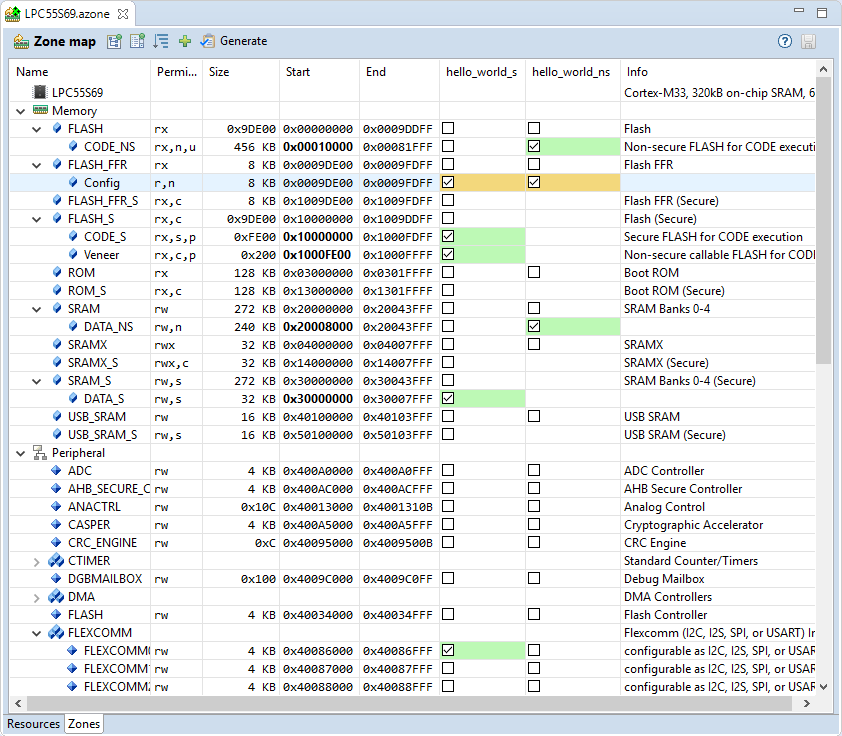 LPC55S69.azone
Zone map Generate
Name Permi... Size Start End hello_world_s hello_world_ns Info
LPC55S69 Cortex-M33, 320kB on-chip SRAM, 6
Memory
FLASH rx 0x9DE00 0x00000000 0x0009DDFF Flash
CODE_NS rx,n,u 456 KB 0x00010000 0x00081FFF Non-secure FLASH for CODE executi
FLASH_FFR rx 8 KB 0x0009DE00 0x0009FDFF Flash FFR
Config r,n 8 KB 0x0009DE00 0x0009FDFF
FLASH_FFR_S rx,c 8 KB 0x1009DE00 0x1009FDFF Flash FFR (Secure)
FLASH_S rx,c 0x9DE00 0x10000000 0x1009DDFF Flash (Secure)
CODE_S rx,s,p 0xFE00 0x10000000 0x1000FDFF Secure FLASH for CODE execution
Veneer rx,c,p 0x200 0x1000FE00 0x1000FFFF Non-secure callable FLASH for COD
ROM rx 128 KB 0x03000000 0x0301FFFF Boot ROM
ROM_S rx,c 128 KB 0x13000000 0x1301FFFF Boot ROM (Secure)
SRAM rw 272 KB 0x20000000 0x20043FFF SRAM Banks 0-4
DATA_NS rw,n 240 KB 0x20008000 0x20043FFF
SRAMX rwx 32 KB 0x04000000 0x04007FFF SRAMX
SRAMX_S rwx,c 32 KB 0x14000000 0x14007FFF SRAMX (Secure)
SRAM_S rw,s 272 KB 0x30000000 0x30043FFF SRAM Banks 0-4 (Secure)
DATA_S rw,s 32 KB 0x30000000 0x30007FFF
USB_SRAM rw 16 KB 0x40100000 0x40103FFF USB SRAM
USB_SRAM_S rw,s 16 KB 0x50100000 0x50103FFF USB SRAM (Secure)
Peripheral
ADC rw 4 KB 0x400A0000 0x400A0FFF ADC Controller
AHB_SECURE_C rw 4 KB 0x400AC000 0x400ACFFF AHB Secure Controller
ANACTRL rw 0x10C 0x40013000 0x4001310B Analog Control
CASPER rw 4 KB 0x400A5000 0x400A5FFF Cryptographic Accelerator
CRC_ENGINE rw 0xC 0x40095000 0x4009500B CRC Engine
CTIMER Standard Counter/Timers
DGBMAILBOX rw 0x100 0x4009C000 0x4009C0FF Debug Mailbox
DMA DMA Controllers
FLASH rw 4 KB 0x40034000 0x40034FFF Flash Controller
FLEXCOMM Flexcomm (I2C, I2S, SPI, or USART) In
FLEXCOMM0 rw 4 KB 0x40086000 0x40086FFF configurable as I2C, I2S, SPI, or USAR
FLEXCOMM1 rw 4 KB 0x40087000 0x40087FFF configurable as I2C, I2S, SPI, or USAR
FLEXCOMM2 rw 4 KB 0x40088000 0x40088FFF configurable as I2C, I2S, SPI, or USAR
Resources Zones